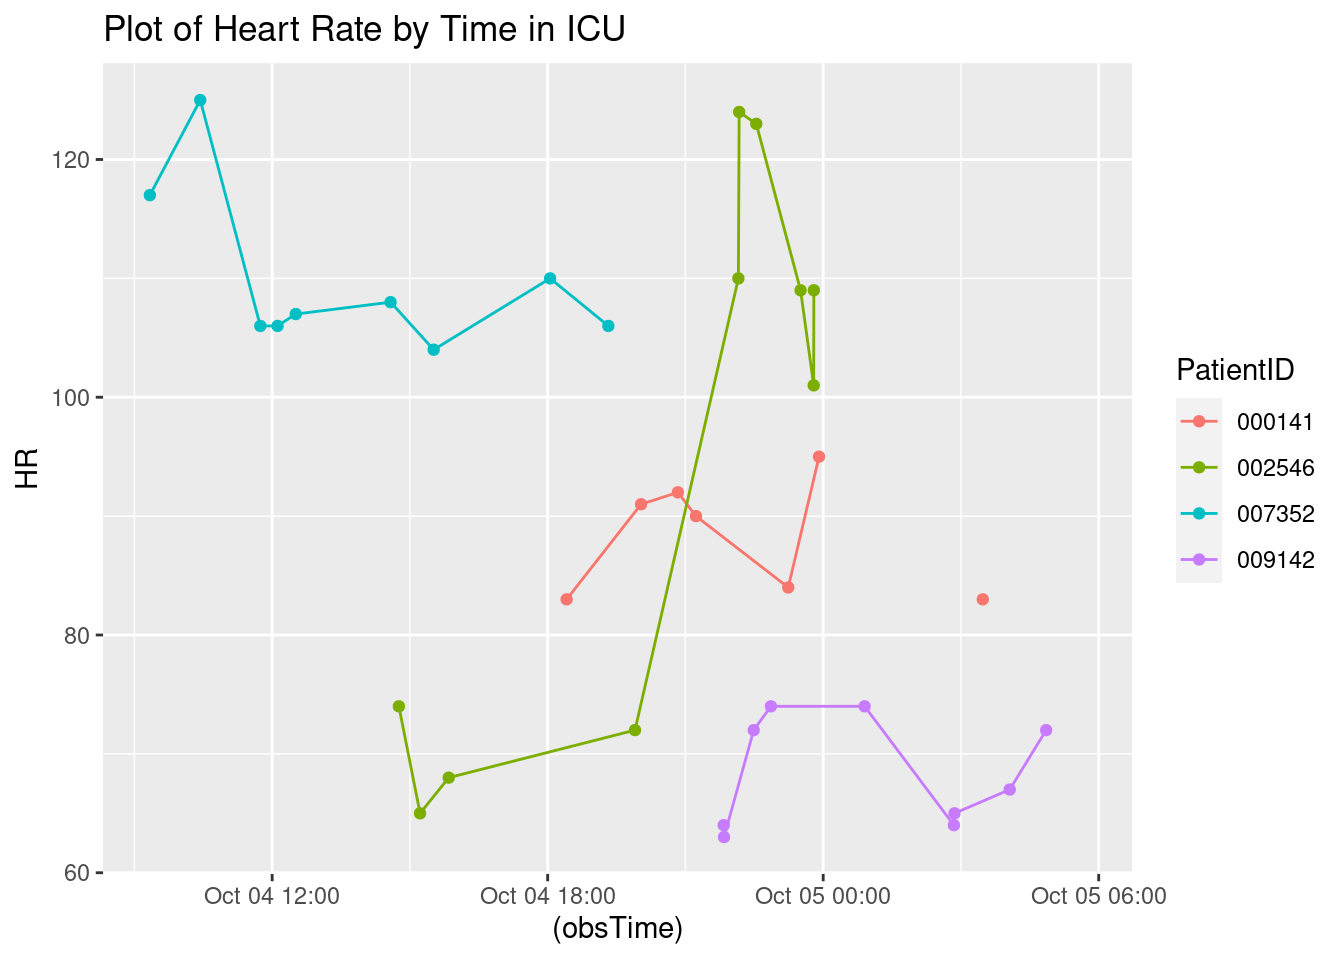 Plot of Heart Rate by Time in ICU
120
100
80
60
HR
Oct 04 12:00
Oct 04 18:00
Oct 05 00:00
Oct 05 06:00
(obsTime)
PatientID
000141
002546
007352
009142